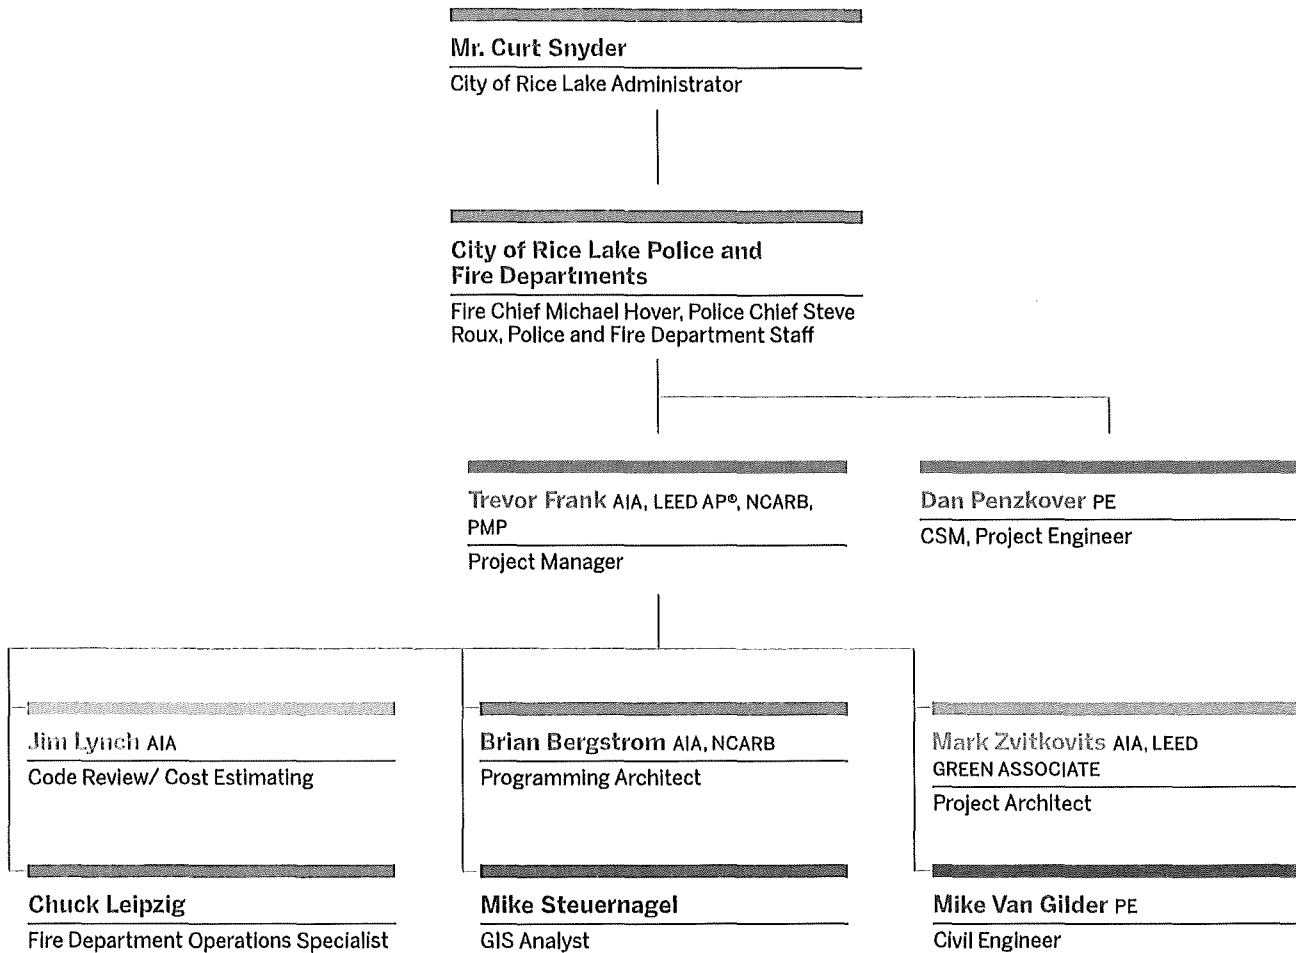 Mr. Curt Snyder
City of Rice Lake Administrator
City of Rice Lake Police and
Fire Departments
Fire Chief Michael Hover, Police Chief Steve
Roux, Police and Fire Department Staff
Trevor Frank AIA, LEED AP®, NCARB,
PMP
Project Manager
Dan Penzkover PE
CSM, Project Engineer
Jim Lynch AIA
Code Review/ Cost Estimating
Brian Bergstrom AIA, NCARB
Programming Architect
Mark Zvitkovits AIA, LEED
GREEN ASSOCIATE
Project Architect
Chuck Leipzig
Fire Department Operations Specialist
Mike Steuernagel
GIS Analyst
Mike Van Gilder PE
Civil Engineer